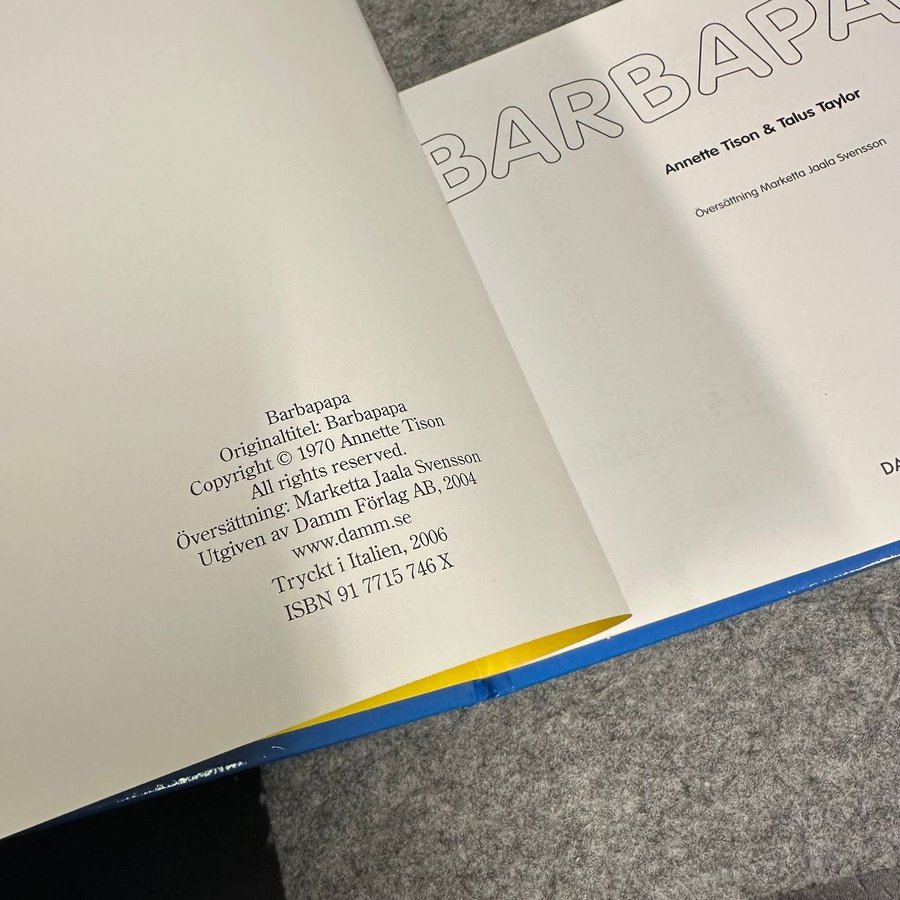 Barbapapa
Originaltitel: Barbapapa
Copyright © 1970 Annette Tison
All rights reserved.
Översättning: Marketta Jaala Svensson
Utgiven av Damm Förlag AB, 2004
www.damm.se
Tryckt i Italien, 2006
ISBN 91 7715 746 X
BARBAPAPA
Annette Tison & Talus Taylor
Översättning Marketta Jaala Svensson